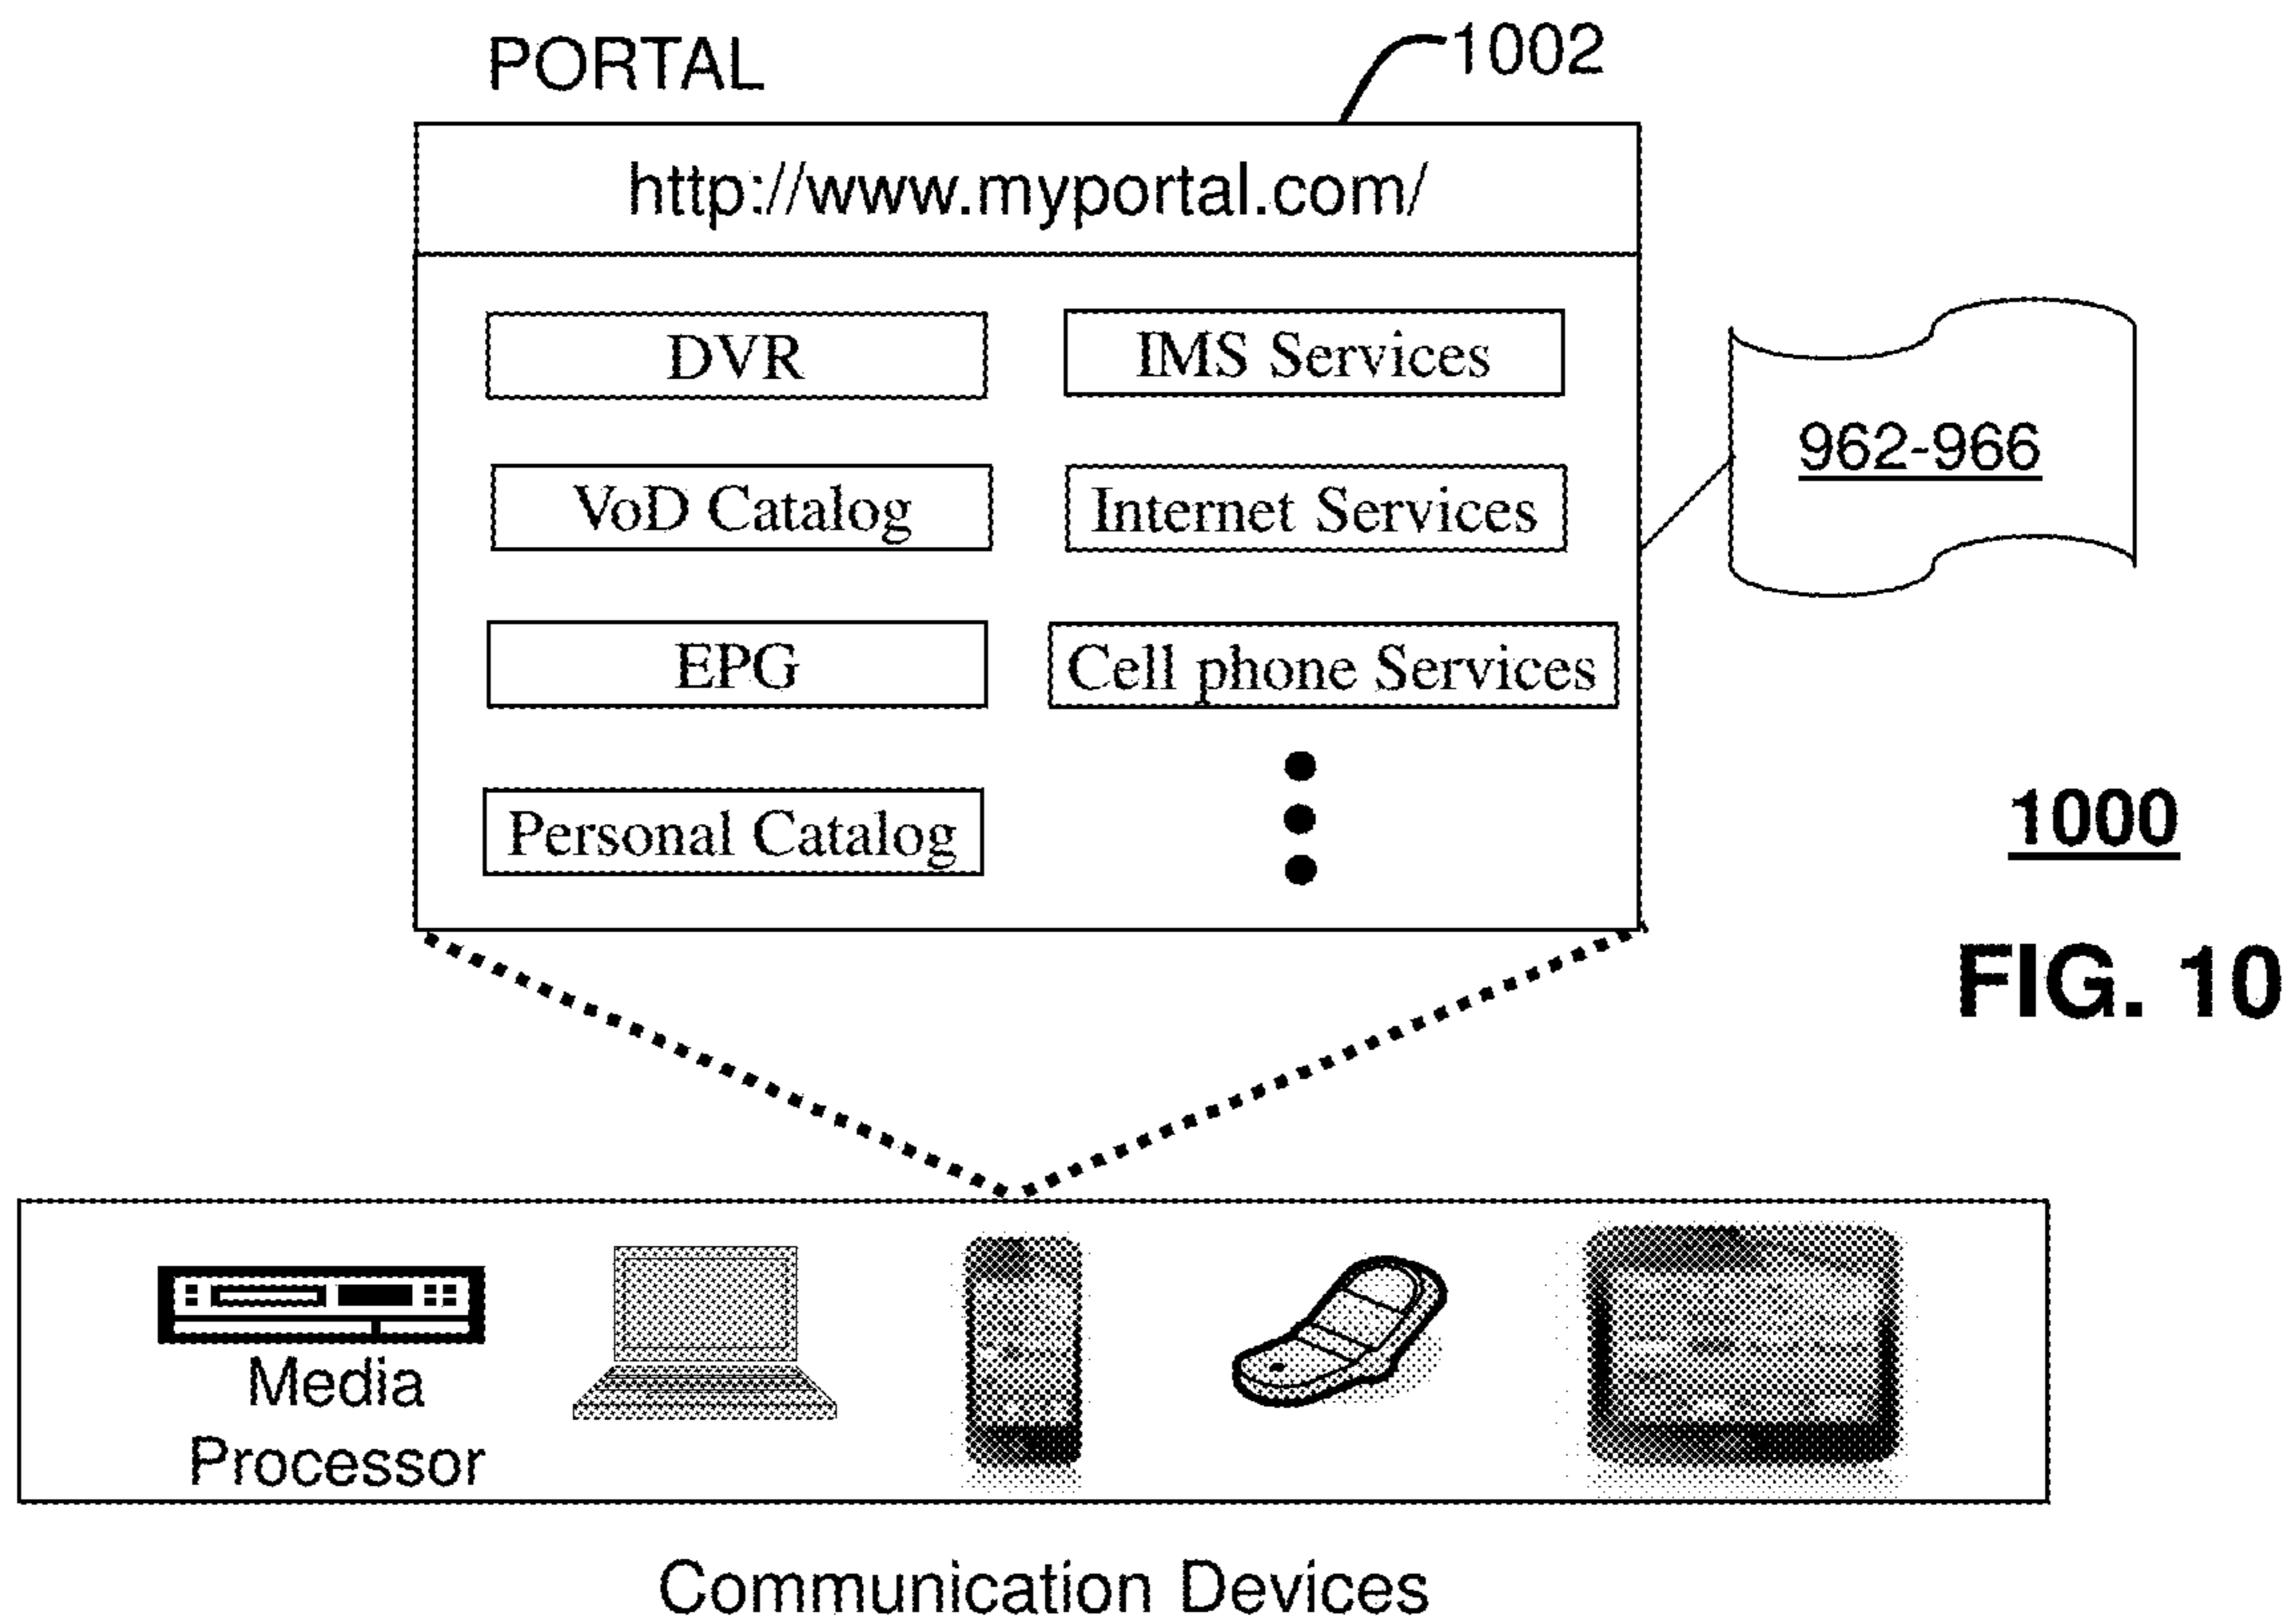 PORTAL
1002
http://www.myportal.com/
DVR
IMS Services
VoD Catalog
Internet Services
962-966
EPG
Cell phone Services
Personal Catalog
1000
FIG. 10
Media
Processor
Communication Devices